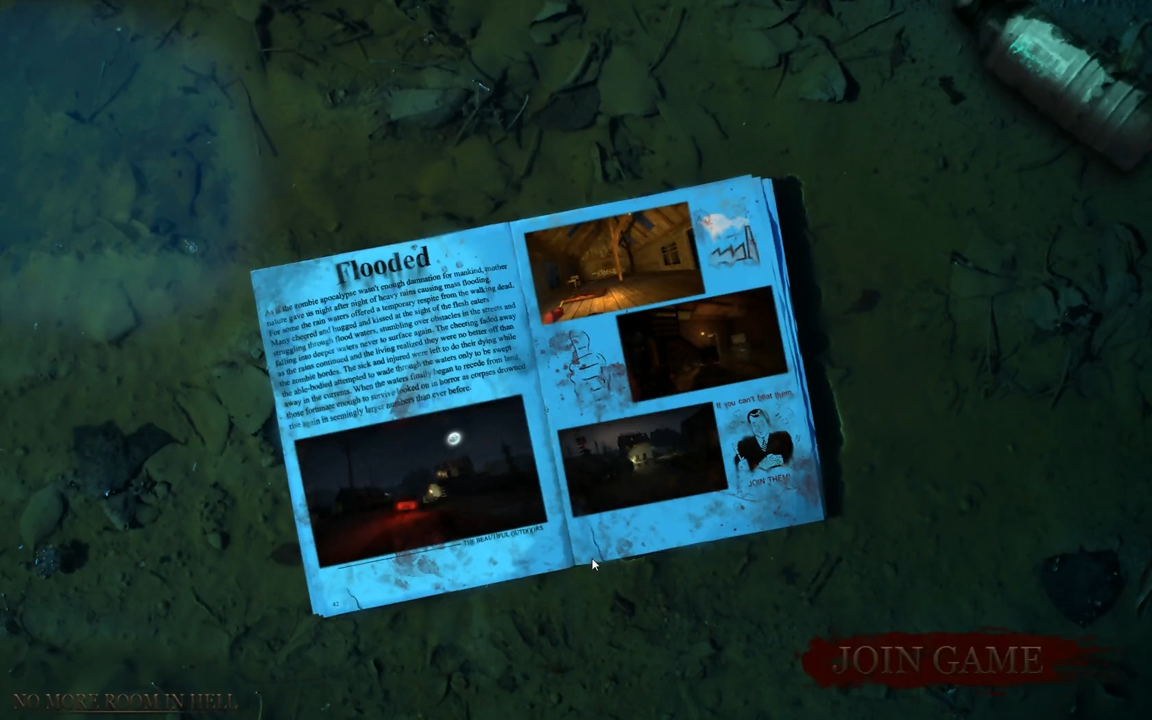 Flooded
As if the zombie apocalypse wasn't enough damnation for mankind, mother
nature gave us night after night of heavy rains causing mass flooding.
For some the rain waters offered a temporary respite from the walking dead.
Many cheered and hugged and kissed at the sight of the flesh eaters
struggling through flood waters, stumbling over obstacles in the streets and
falling into deeper waters never to surface again. The cheering faded away
as the rains continued and the living realized they were no better off than
the zombie hordes. The sick and injured were left to do their dying while
the able-bodied attempted to wade through the waters only to be swept
away in the currents. When the waters finally began to recede from land
those fortunate enough to survive looked on in horror as corpses drowned
rise again in seemingly larger numbers than ever before.
THE BEAUTIFUL OUTDOORS
42
If you can't beat them,
JOIN THEM!
JOIN GAME
NO MORE ROOM IN HELL